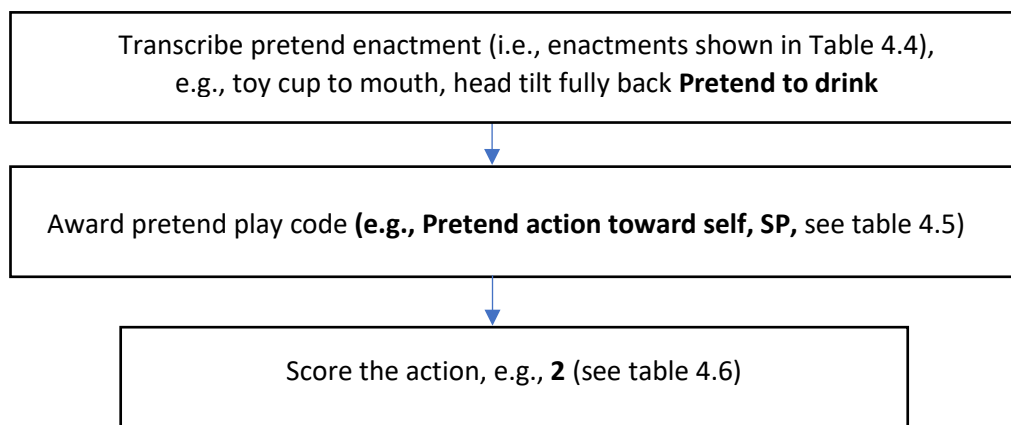 Transcribe pretend enactment (i.e., enactments shown in Table 4.4),
e.g., toy cup to mouth, head tilt fully back Pretend to drink
Award pretend play code (e.g., Pretend action toward self, SP, see table 4.5)
Score the action, e.g., 2 (see table 4.6)